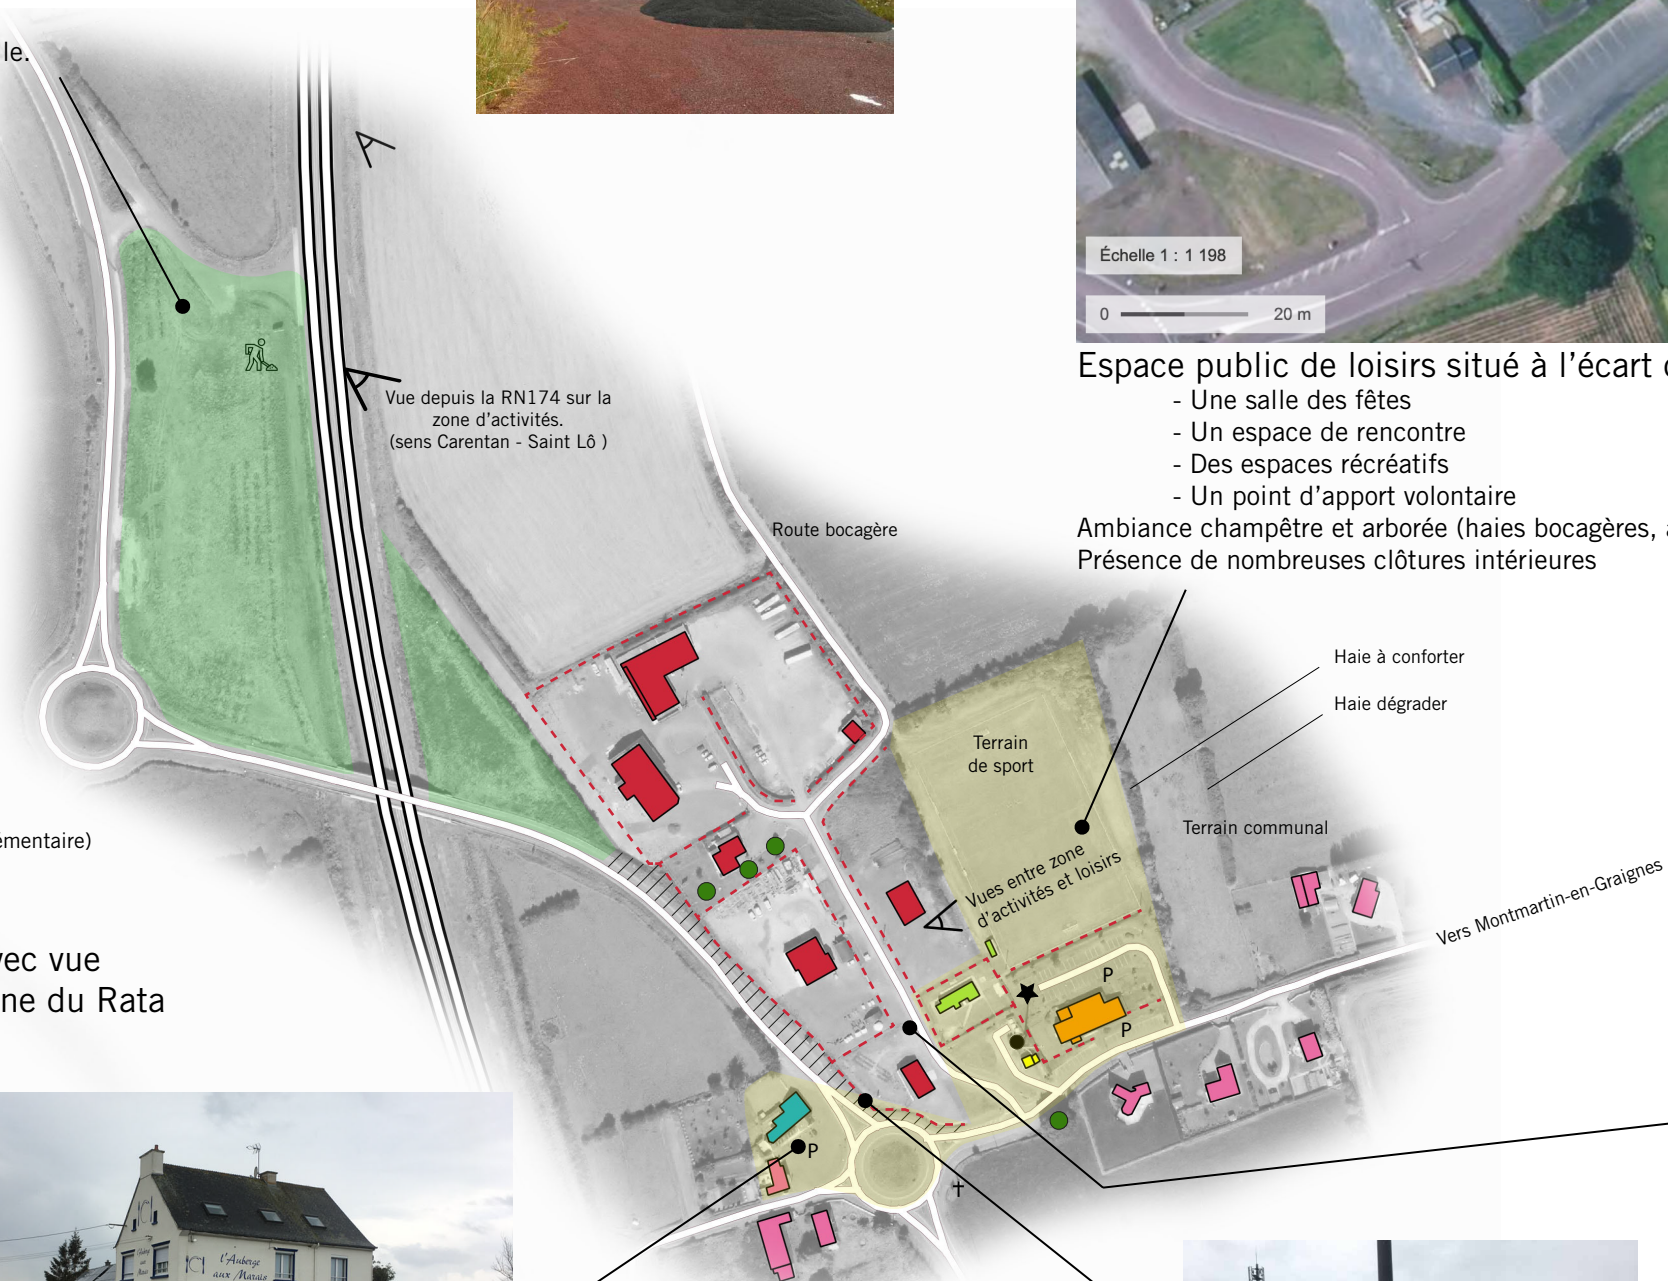 le.
Échelle 1 : 1 198
0 20 m
Espace public de loisirs situé à l'écart
- Une salle des fêtes
- Un espace de rencontre
- Des espaces récréatifs
- Un point d'apport volontaire
Ambiance champêtre et arborée (haies bocagères,
Présence de nombreuses clôtures intérieures
Vue depuis la RN174 sur la
zone d'activités.
(sens Carentan - Saint Lô )
Route bocagère
Haie à conforter
Haie dégrader
Terrain
de sport
Terrain communal
émentaire)
Vues entre zone
d'activités et loisirs
Vers Montmartin-en-Graignes
vec vue
ne du Rata
P
P
P
l'Auberge
aux Marais